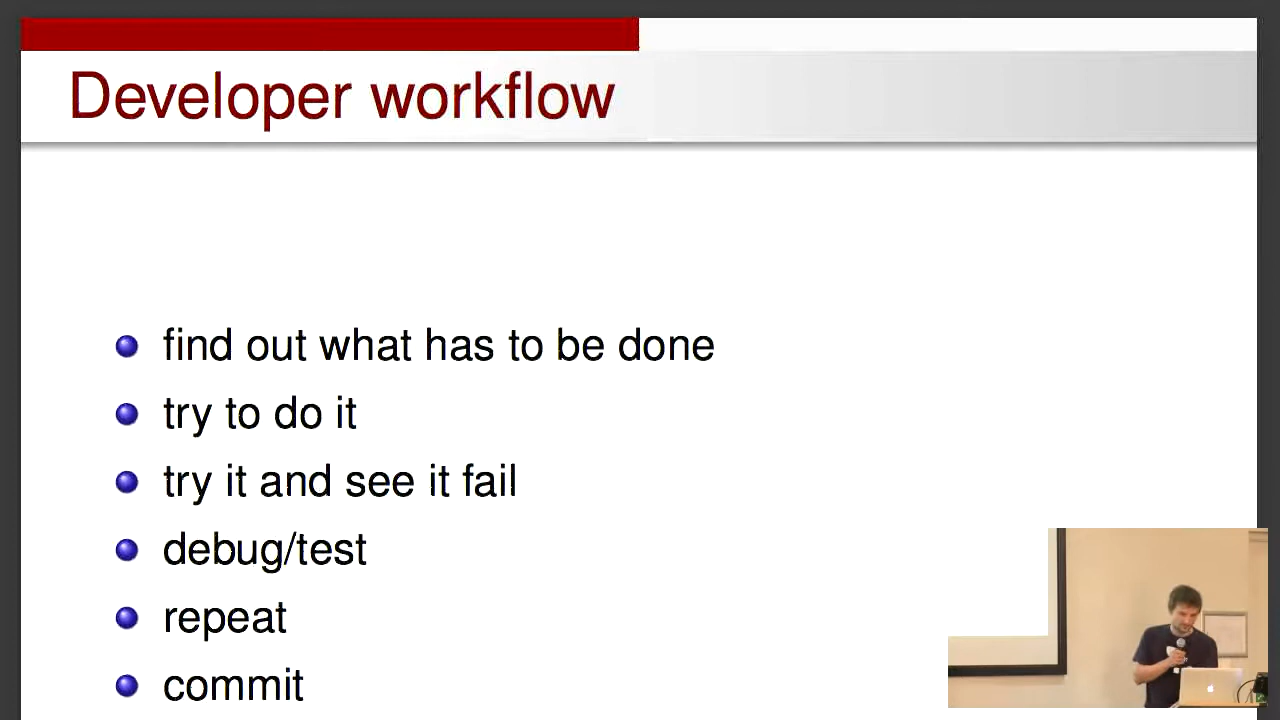 Developer workflow
find out what has to be done
try to do it
try it and see it fail
debug/test
repeat
commit